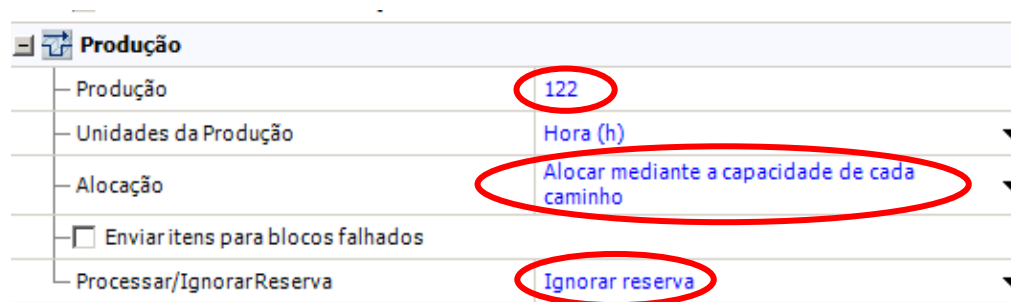 Produção
Produção 122
Unidades da Produção Hora (h)
Alocação Alocar mediante a capacidade de cada
caminho
Enviar itens para blocos falhados
Processar/IgnorarReserva Ignorar reserva